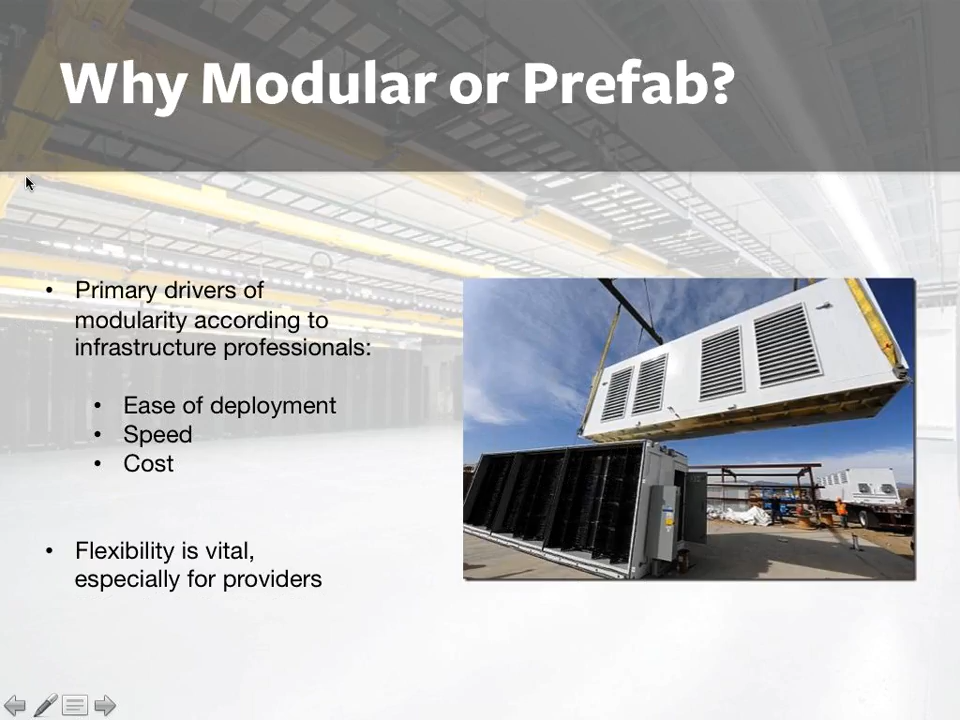 Why Modular or Prefab?
• Primary drivers of
modularity according to
infrastructure professionals:
• Ease of deployment
• Speed
• Cost
• Flexibility is vital,
especially for providers